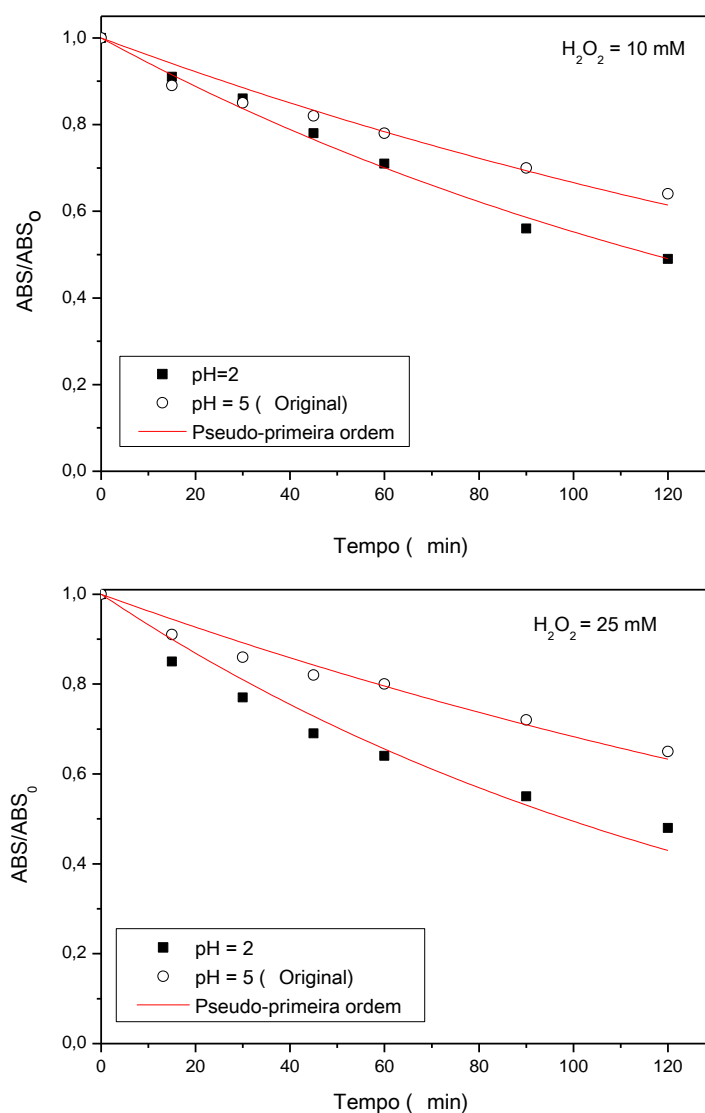 1,0
H₂O₂ = 10 mM
0,8
0,6
ABS/ABS₀
0,4
pH=2
pH = 5 ( Original)
0,2
Pseudo-primeira ordem
0,0
0 20 40 60 80 100 120
Tempo ( min)
1,0
H₂O₂ = 25 mM
0,8
0,6
ABS/ABS₀
0,4
pH = 2
pH = 5 ( Original)
0,2
Pseudo-primeira ordem
0,0
0 20 40 60 80 100 120
Tempo ( min)